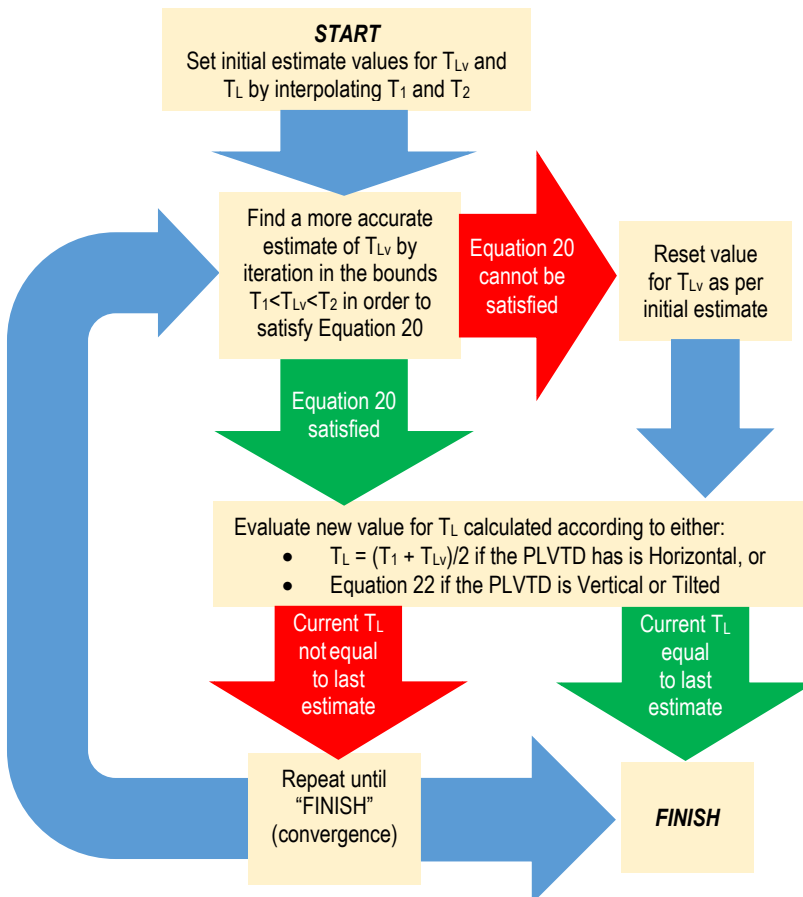 START
Set initial estimate values for TLv and
TL by interpolating T1 and T2
Find a more accurate
estimate of TLv by
iteration in the bounds
T1<TLv<T2 in order to
satisfy Equation 20
Equation 20
cannot be
satisfied
Reset value
for TLv as per
initial estimate
Equation 20
satisfied
Evaluate new value for TL calculated according to either:
• TL = (T1 + TLv)/2 if the PLVTD has is Horizontal, or
• Equation 22 if the PLVTD is Vertical or Tilted
Current TL
not equal
to last
estimate
Current TL
equal
to last
estimate
Repeat until
“FINISH”
(convergence)
FINISH